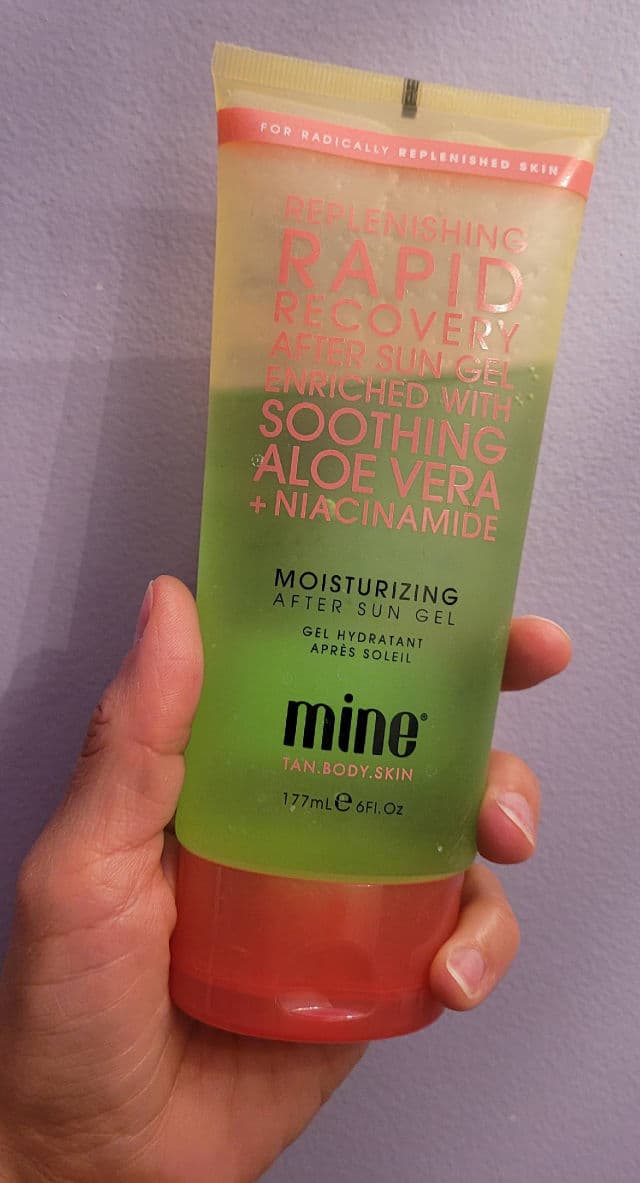 FOR RADICALLY REPLENISHED SKIN
REPLENISHING
RAPID
RECOVERY
AFTER SUN GEL
ENRICHED WITH
SOOTHING
ALOE VERA
+ NIACINAMIDE
MOISTURIZING
AFTER SUN GEL
GEL HYDRATANT
APRÈS SOLEIL
mine®
TAN.BODY.SKIN
177mL ℮ 6Fl.Oz